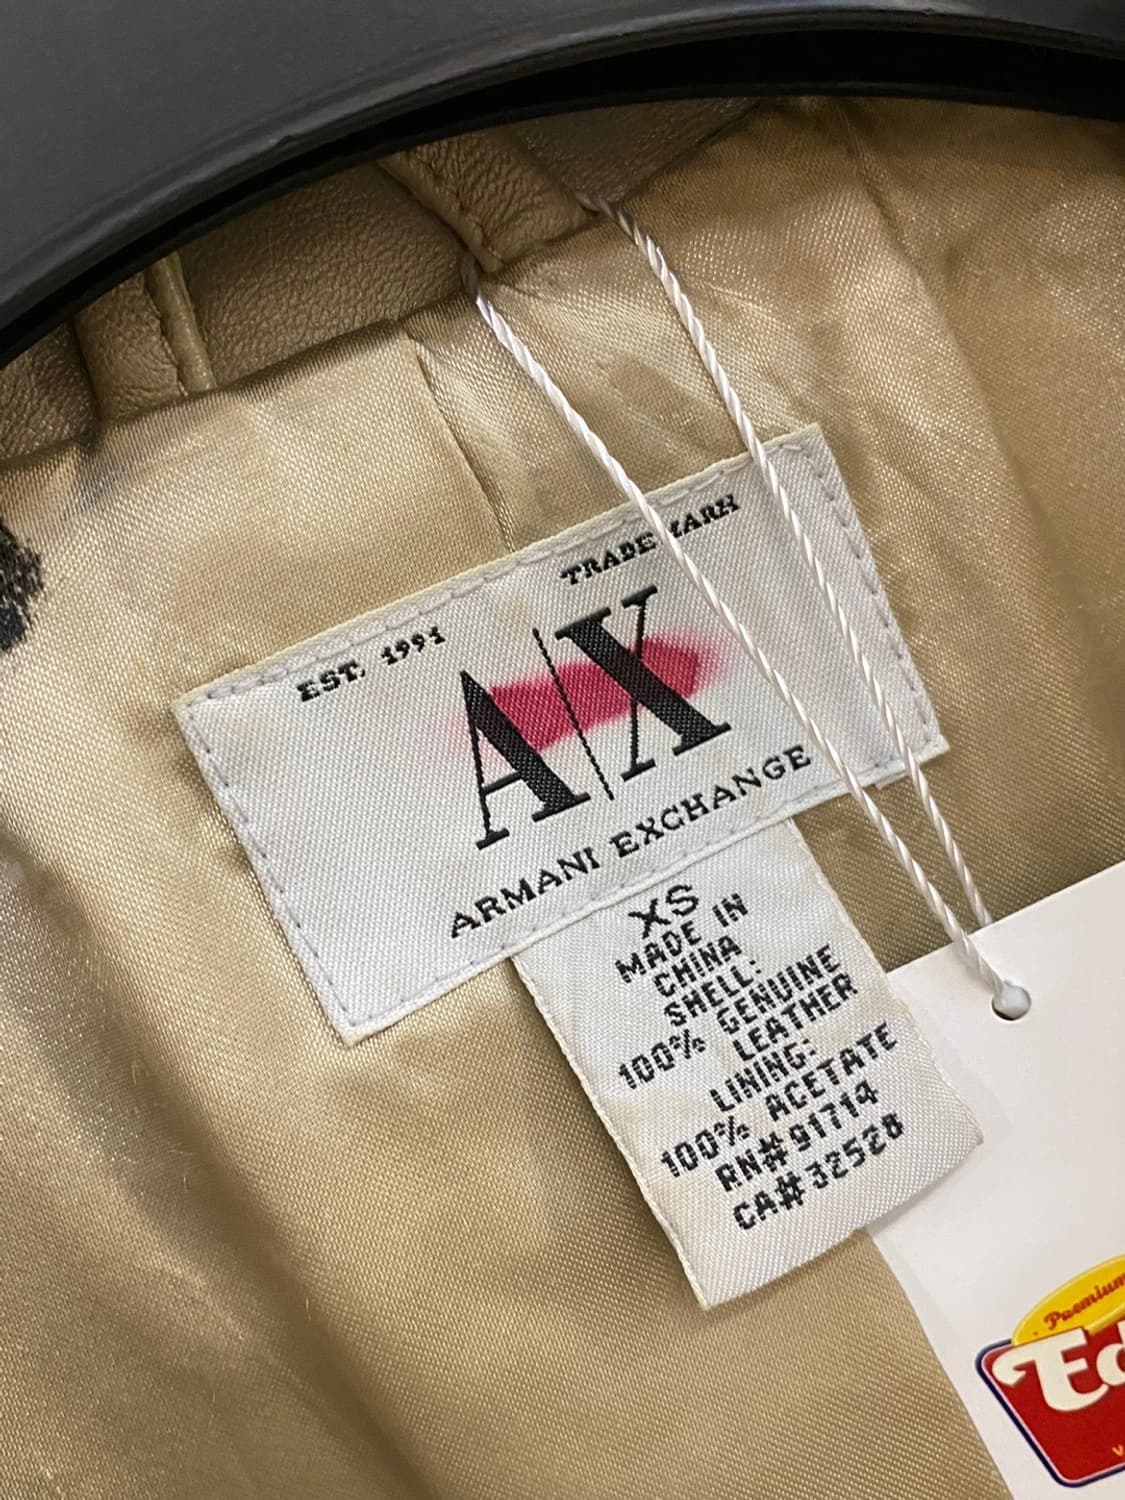 EST. 1991
TRADE MARK
A|X
ARMANI EXCHANGE
XS
MADE IN
CHINA
SHELL:
100% GENUINE
LEATHER
LINING:
100% ACETATE
RN# 91714
CA# 32528
Premium